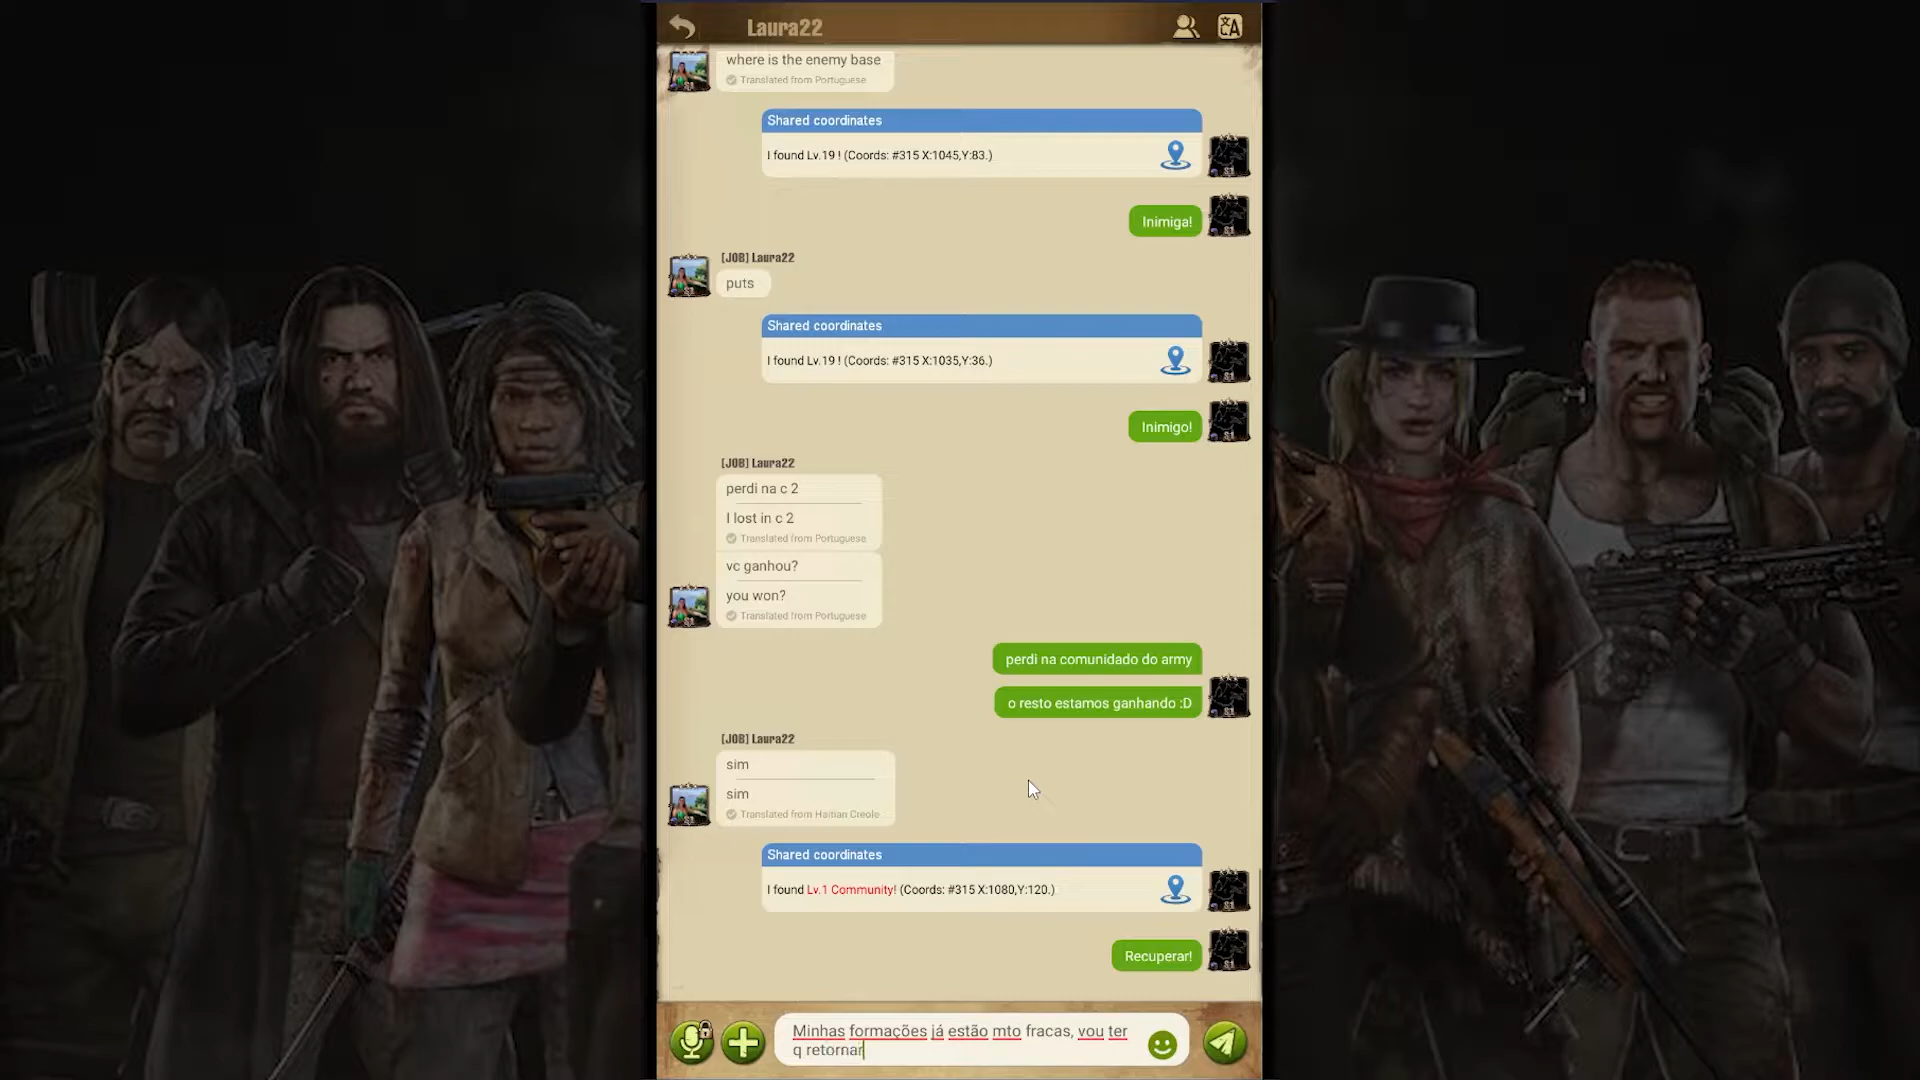 Laura22
where is the enemy base
Translated from Portuguese
Shared coordinates
I found Lv.19 ! (Coords: #315 X:1045,Y:83.)
Inimiga!
[JOB] Laura22
puts
Shared coordinates
I found Lv.19 ! (Coords: #315 X:1035,Y:36.)
Inimigo!
[JOB] Laura22
perdi na c 2
I lost in c 2
Translated from Portuguese
vc ganhou?
you won?
Translated from Portuguese
perdi na comunidado do army
o resto estamos ganhando :D
[JOB] Laura22
sim
sim
Translated from Haitian Creole
Shared coordinates
I found Lv.1 Community! (Coords: #315 X:1080,Y:120.)
Recuperar!
Minhas formações já estão mto fracas, vou ter
q retornar